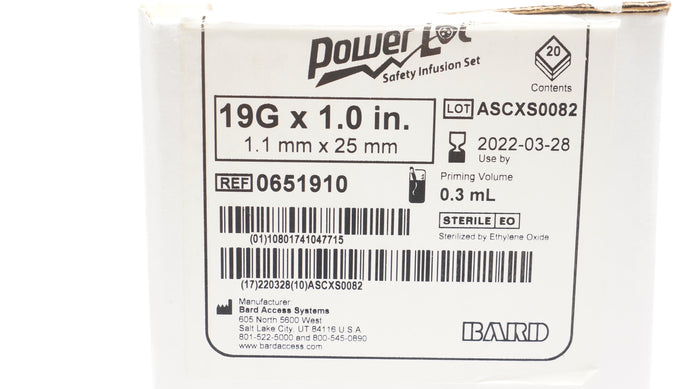 PowerLoc
Safety Infusion Set
20
Contents
19G x 1.0 in.
1.1 mm x 25 mm
LOT ASCXS0082
2022-03-28
Use by
REF 0651910
Priming Volume
0.3 mL
STERILE EO
Sterilized by Ethylene Oxide
(01)10801741047715
(17)220328(10)ASCXS0082
Manufacturer:
Bard Access Systems
605 North 5600 West
Salt Lake City, UT 84116 U.S.A
801-522-5000 and 800-545-0890
www.bardaccess.com
BARD